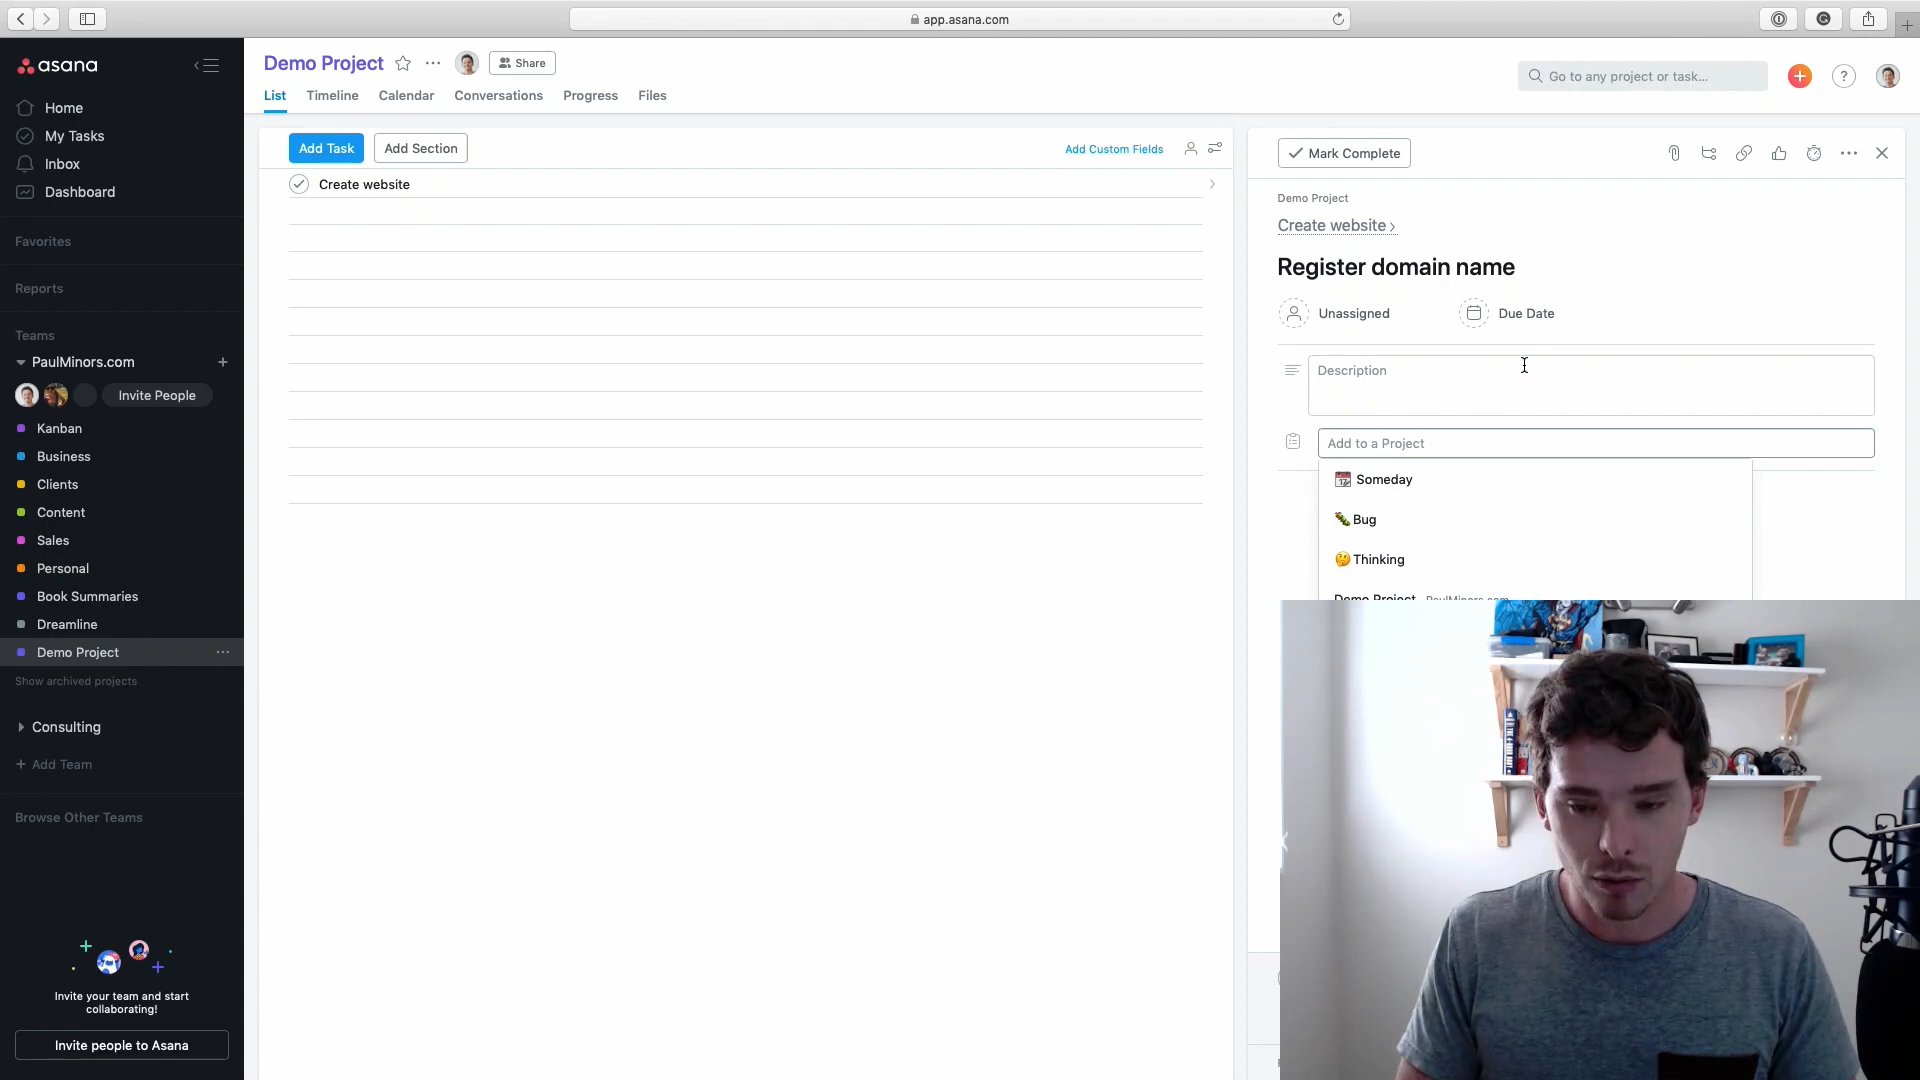 app.asana.com
asana
Home
My Tasks
Inbox
Dashboard
Favorites
Reports
Teams
PaulMinors.com
Invite People
Kanban
Business
Clients
Content
Sales
Personal
Book Summaries
Dreamline
Demo Project
Show archived projects
Consulting
+ Add Team
Browse Other Teams
Invite your team and start
collaborating!
Invite people to Asana
Demo Project
Share
List Timeline Calendar Conversations Progress Files
Go to any project or task...
Add Task Add Section
Add Custom Fields
Create website
Mark Complete
Demo Project
Create website
Register domain name
Unassigned Due Date
Description
Add to a Project
Someday
Bug
Thinking
Demo Project PaulMinors.com